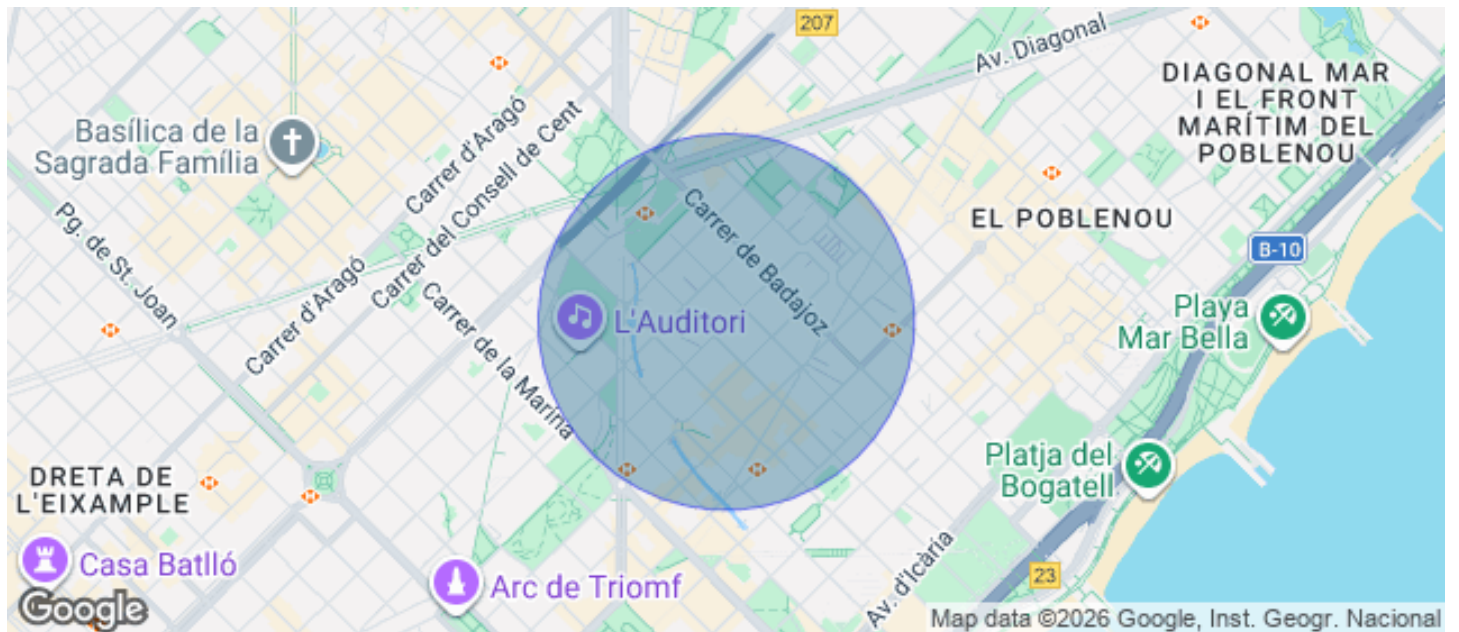 207
Av. Diagonal
DIAGONAL MAR
I EL FRONT
MARÍTIM DEL
POBLENOU
Basílica de la
Sagrada Família
Carrer d'Aragó
Carrer del Consell de Cent
Pg. de St. Joan
Carrer d'Aragó
Carrer de Badajoz
EL POBLENOU
B-10
L'Auditori
Playa
Mar Bella
Carrer de la Marina
Platja del
Bogatell
DRETA DE
L'EIXAMPLE
Casa Batlló
Arc de Triomf
Av. d'Icària
23
Google
Map data ©2026 Google, Inst. Geogr. Nacional